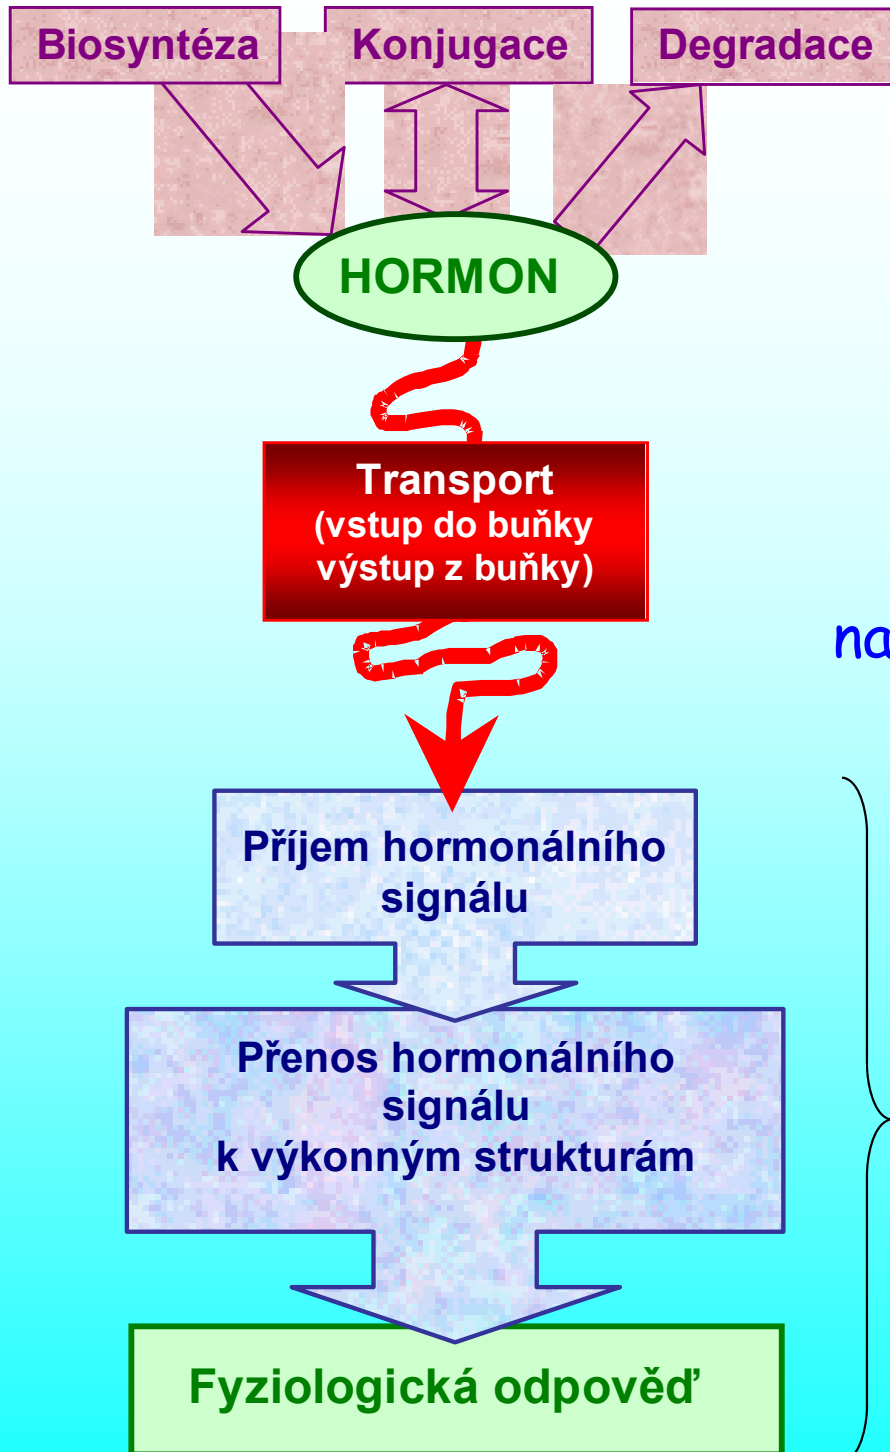 Biosyntéza
Konjugace
Degradace
HORMON
Transport
(vstup do buňky
výstup z buňky)
na
Příjem hormonálního
signálu
Přenos hormonálního
signálu
k výkonným strukturám
Fyziologická odpověď